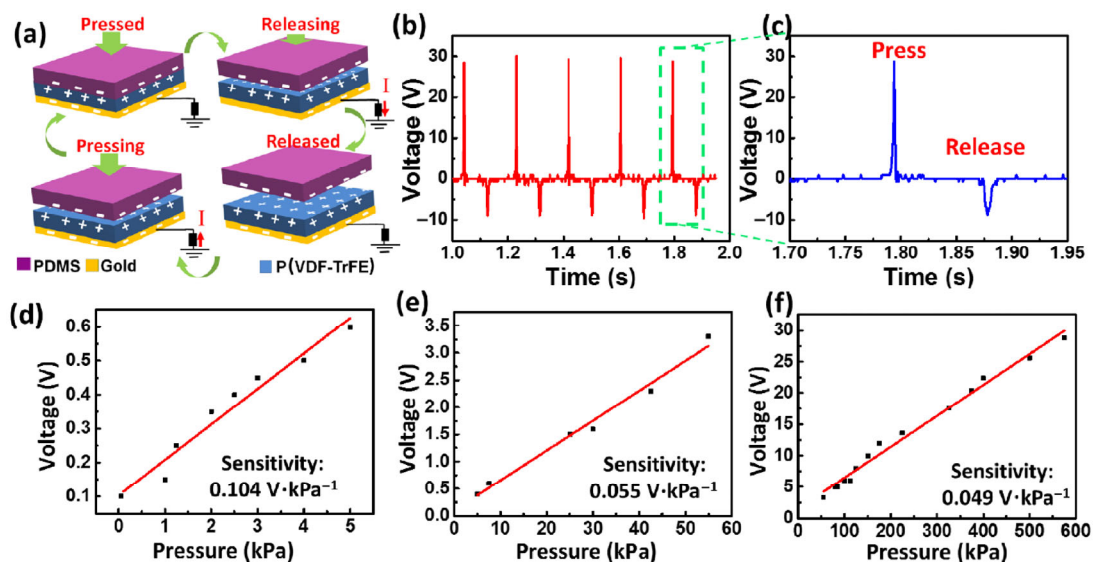 (a)
Pressed
Releasing
I
Pressing
Released
I
PDMS
Gold
P(VDF-TrFE)
(b)
Voltage (V)
30
20
10
0
−10
1.0
1.2
1.4
1.6
1.8
2.0
Time (s)
(c)
Voltage (V)
30
20
10
0
−10
Press
Release
1.70
1.75
1.80
1.85
1.90
1.95
Time (s)
(d)
Voltage (V)
0.6
0.5
0.4
0.3
0.2
0.1
Sensitivity:
0.104 V·kPa⁻¹
0
1
2
3
4
5
Pressure (kPa)
(e)
Voltage (V)
3.5
3.0
2.5
2.0
1.5
1.0
0.5
0.0
Sensitivity:
0.055 V·kPa⁻¹
0
10
20
30
40
50
60
Pressure (kPa)
(f)
Voltage (V)
30
25
20
15
10
5
0
Sensitivity:
0.049 V·kPa⁻¹
0
100
200
300
400
500
600
Pressure (kPa)